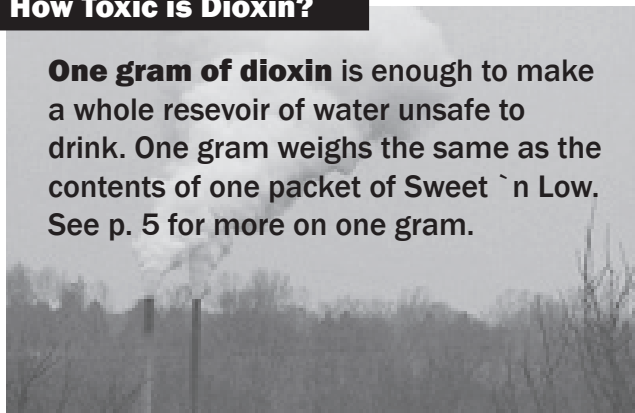 How Toxic is Dioxin?
One gram of dioxin is enough to make
a whole resevoir of water unsafe to
drink. One gram weighs the same as the
contents of one packet of Sweet `n Low.
See p. 5 for more on one gram.